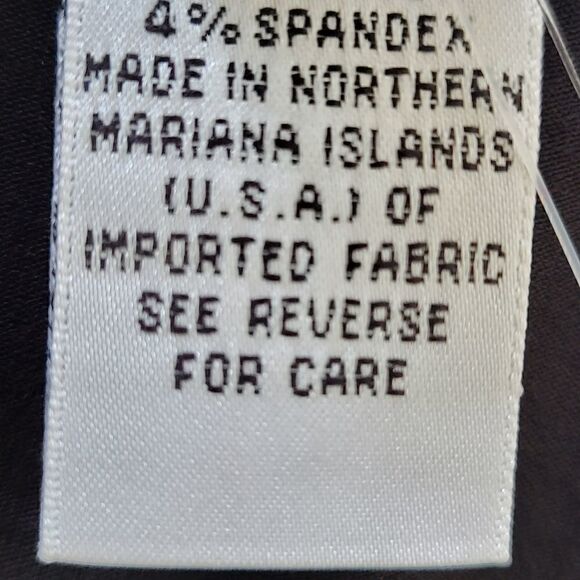 4% SPANDEX
MADE IN NORTHERN
MARIANA ISLANDS
(U.S.A.) OF
IMPORTED FABRIC
SEE REVERSE
FOR CARE